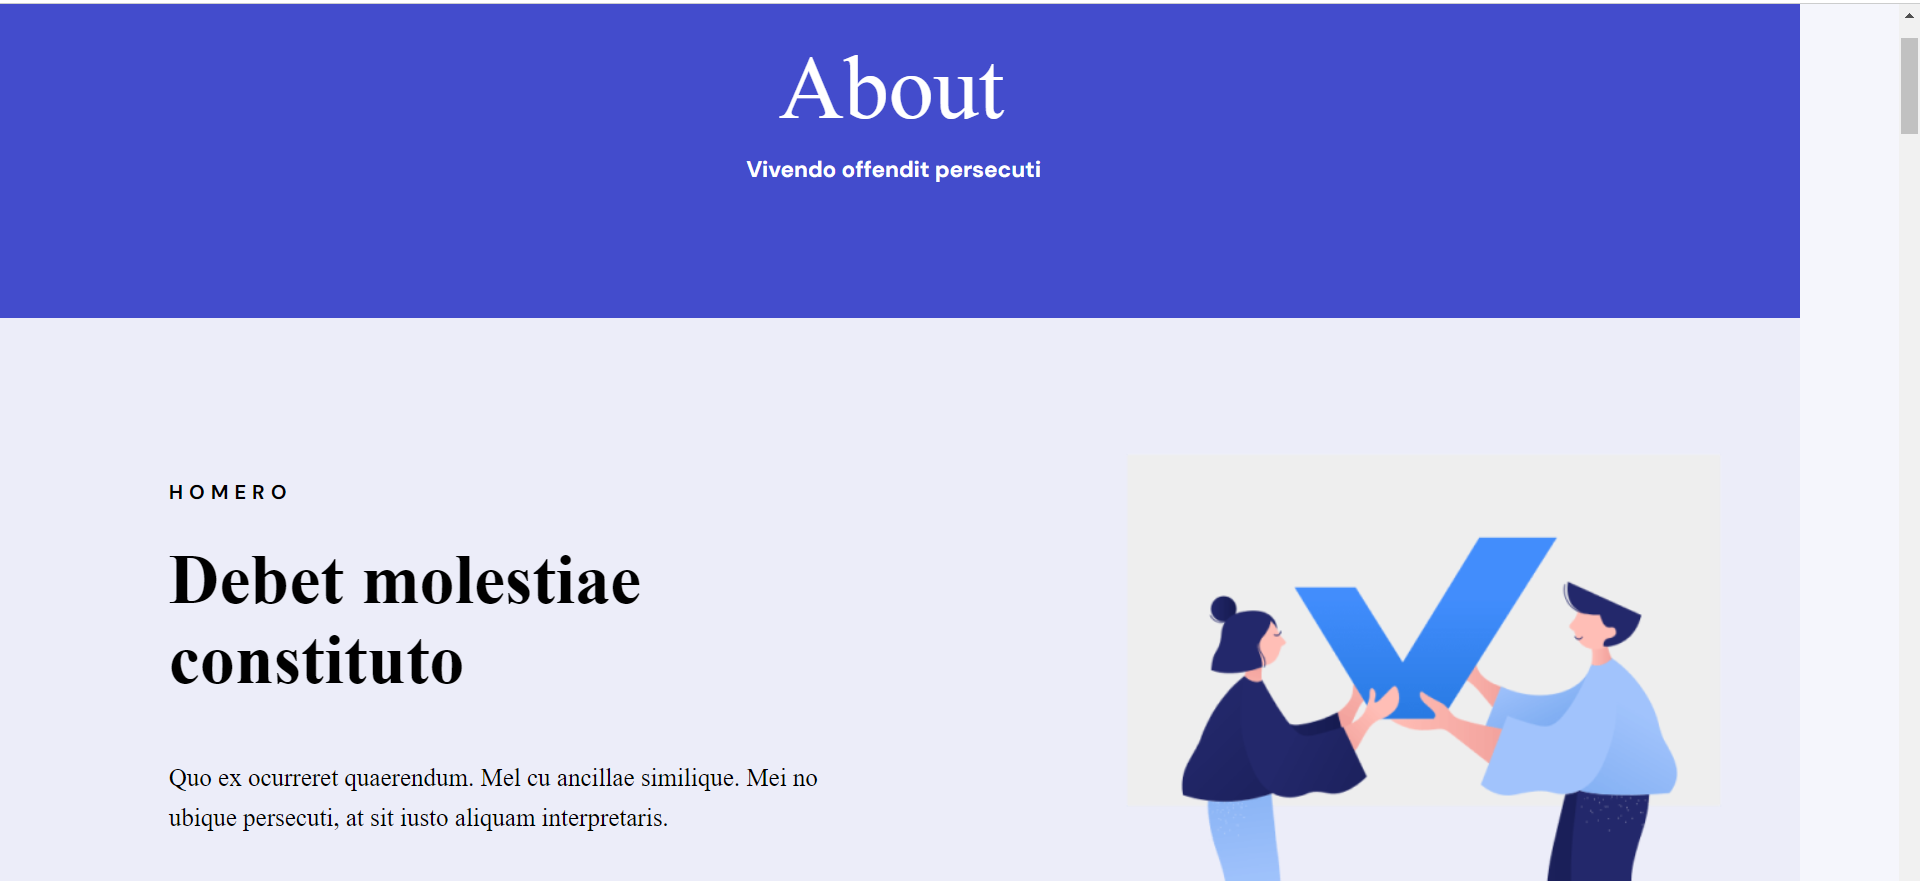 About
Vivendo offendit persecuti
HOMERO
Debet molestiae
constituto
Quo ex ocurreret quaerendum. Mel cu ancillae similique. Mei no
ubique persecuti, at sit iusto aliquam interpretaris.